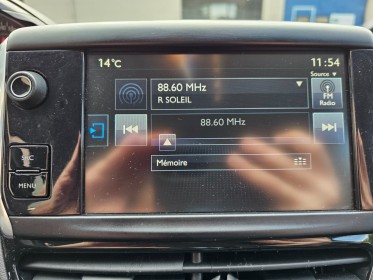 14°C
11:54
Source ▼
88.60 MHz
R SOLEIL
FM
Radio
88.60 MHz
Mémoire
SRC
MENU